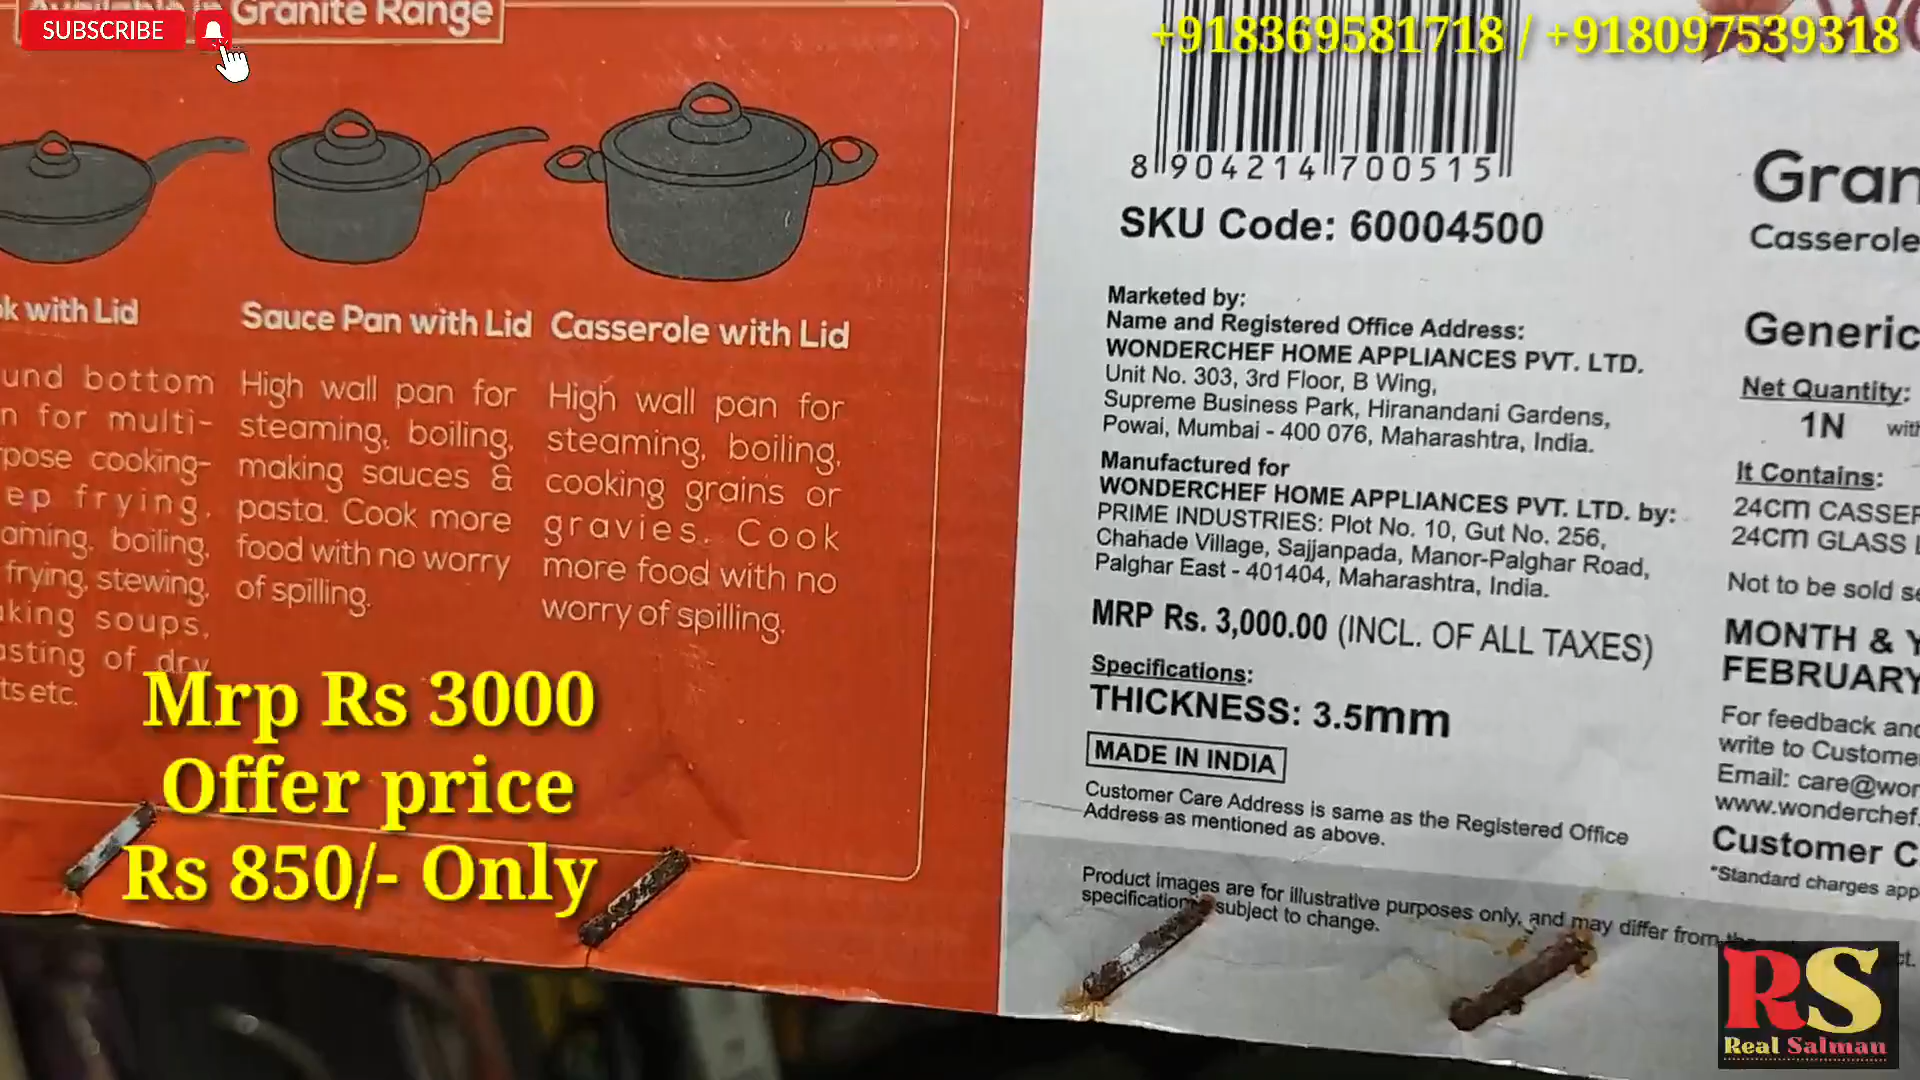 SUBSCRIBE
+918369581718 / +918097539318
Available in Granite Range
with Lid
Sauce Pan with Lid
Casserole with Lid
bottom
for multi-
cooking-
frying,
boiling,
frying, stewing,
soups,
of dry
etc.
High wall pan for
steaming, boiling,
making sauces &
pasta. Cook more
food with no worry
of spilling.
High wall pan for
steaming, boiling,
cooking grains or
gravies. Cook
more food with no
worry of spilling.
Mrp Rs 3000
Offer price
Rs 850/- Only
8 904214 700515
SKU Code: 60004500
Marketed by:
Name and Registered Office Address:
WONDERCHEF HOME APPLIANCES PVT. LTD.
Unit No. 303, 3rd Floor, B Wing,
Supreme Business Park, Hiranandani Gardens,
Powai, Mumbai - 400 076, Maharashtra, India.
Manufactured for
WONDERCHEF HOME APPLIANCES PVT. LTD. by:
PRIME INDUSTRIES: Plot No. 10, Gut No. 256,
Chahade Village, Sajjanpada, Manor-Palghar Road,
Palghar East - 401404, Maharashtra, India.
MRP Rs. 3,000.00 (INCL. OF ALL TAXES)
Specifications:
THICKNESS: 3.5mm
MADE IN INDIA
Customer Care Address is same as the Registered Office
Address as mentioned as above.
Product images are for illustrative purposes only, and may differ from the
specification subject to change.
Gran
Casserole
Generic
Net Quantity:
1N with
It Contains:
24cm CASSER
24cm GLASS
Not to be sold
MONTH &
FEBRUARY
For feedback and
write to Custome
Email: care@won
www.wonderchef.
Customer C
*Standard charges app
RS
Real Salman